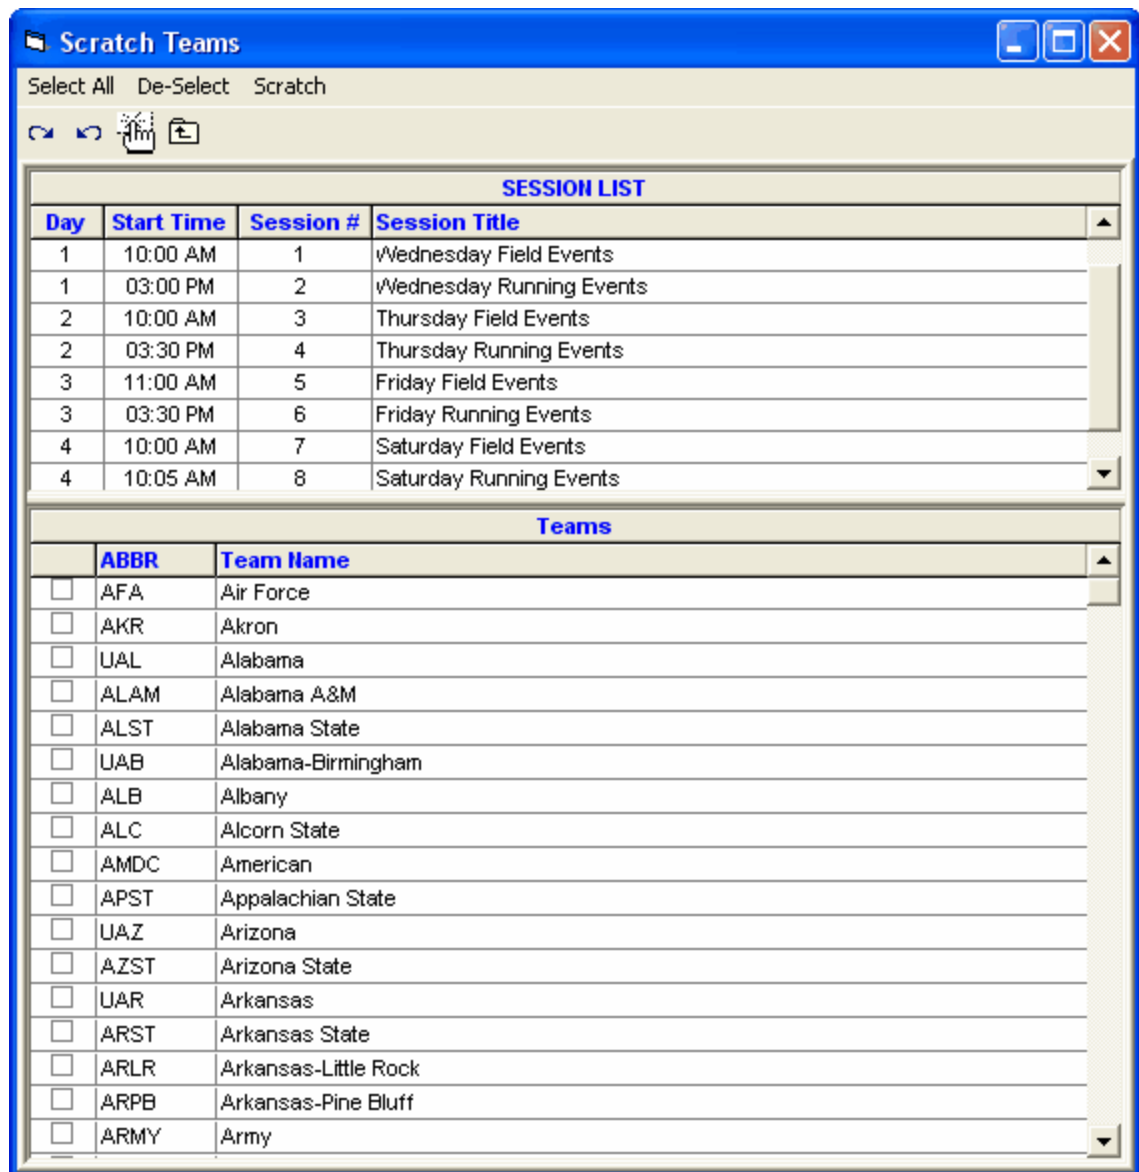 Scratch Teams
Select All De-Select Scratch
SESSION LIST
Day Start Time Session # Session Title
1 10:00 AM 1 Wednesday Field Events
1 03:00 PM 2 Wednesday Running Events
2 10:00 AM 3 Thursday Field Events
2 03:30 PM 4 Thursday Running Events
3 11:00 AM 5 Friday Field Events
3 03:30 PM 6 Friday Running Events
4 10:00 AM 7 Saturday Field Events
4 10:05 AM 8 Saturday Running Events
Teams
ABBR Team Name
AFA Air Force
AKR Akron
UAL Alabama
ALAM Alabama A&M
ALST Alabama State
UAB Alabama-Birmingham
ALB Albany
ALC Alcorn State
AMDC American
APST Appalachian State
UAZ Arizona
AZST Arizona State
UAR Arkansas
ARST Arkansas State
ARLR Arkansas-Little Rock
ARPB Arkansas-Pine Bluff
ARMY Army